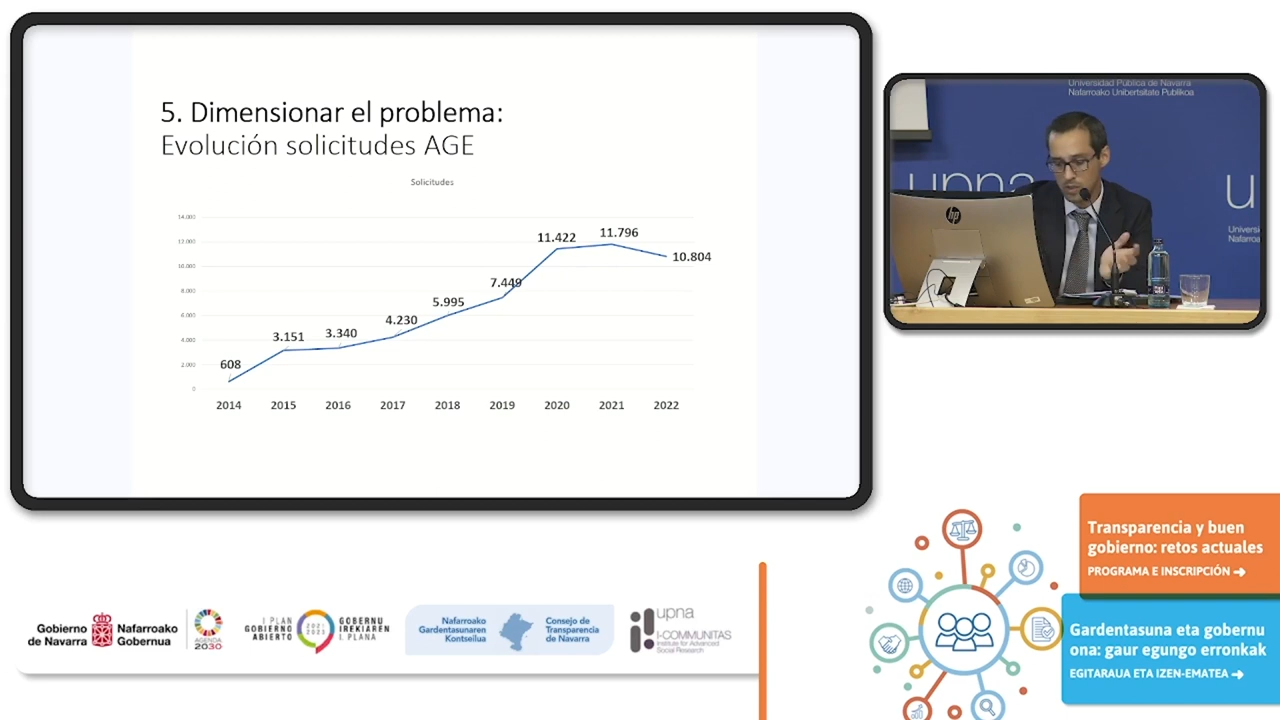 5. Dimensionar el problema:
Evolución solicitudes AGE
Solicitudes
14.000
12.000
10.000
8.000
6.000
4.000
2.000
0
608
3.151
3.340
4.230
5.995
7.449
11.422
11.796
10.804
2014 2015 2016 2017 2018 2019 2020 2021 2022
Universidad Pública de Navarra
Nafarroako Unibertsitate Publikoa
upna
u
Universi
Nafarroa
hp
Gobierno
de Navarra
Nafarroako
Gobernua
AGENDA
2030
I PLAN
GOBIERNO
ABIERTO
2021
2023
GOBERNU
IREKIAREN
I. PLANA
Nafarroako
Gardentasunaren
Kontseilua
Consejo de
Transparencia
de Navarra
upna
I-COMMUNITAS
Institute for Advanced
Social Research
Transparencia y buen
gobierno: retos actuales
PROGRAMA E INSCRIPCIÓN →
Gardentasuna eta gobernu
ona: gaur egungo erronkak
EGITARAUA ETA IZEN-EMATEA →